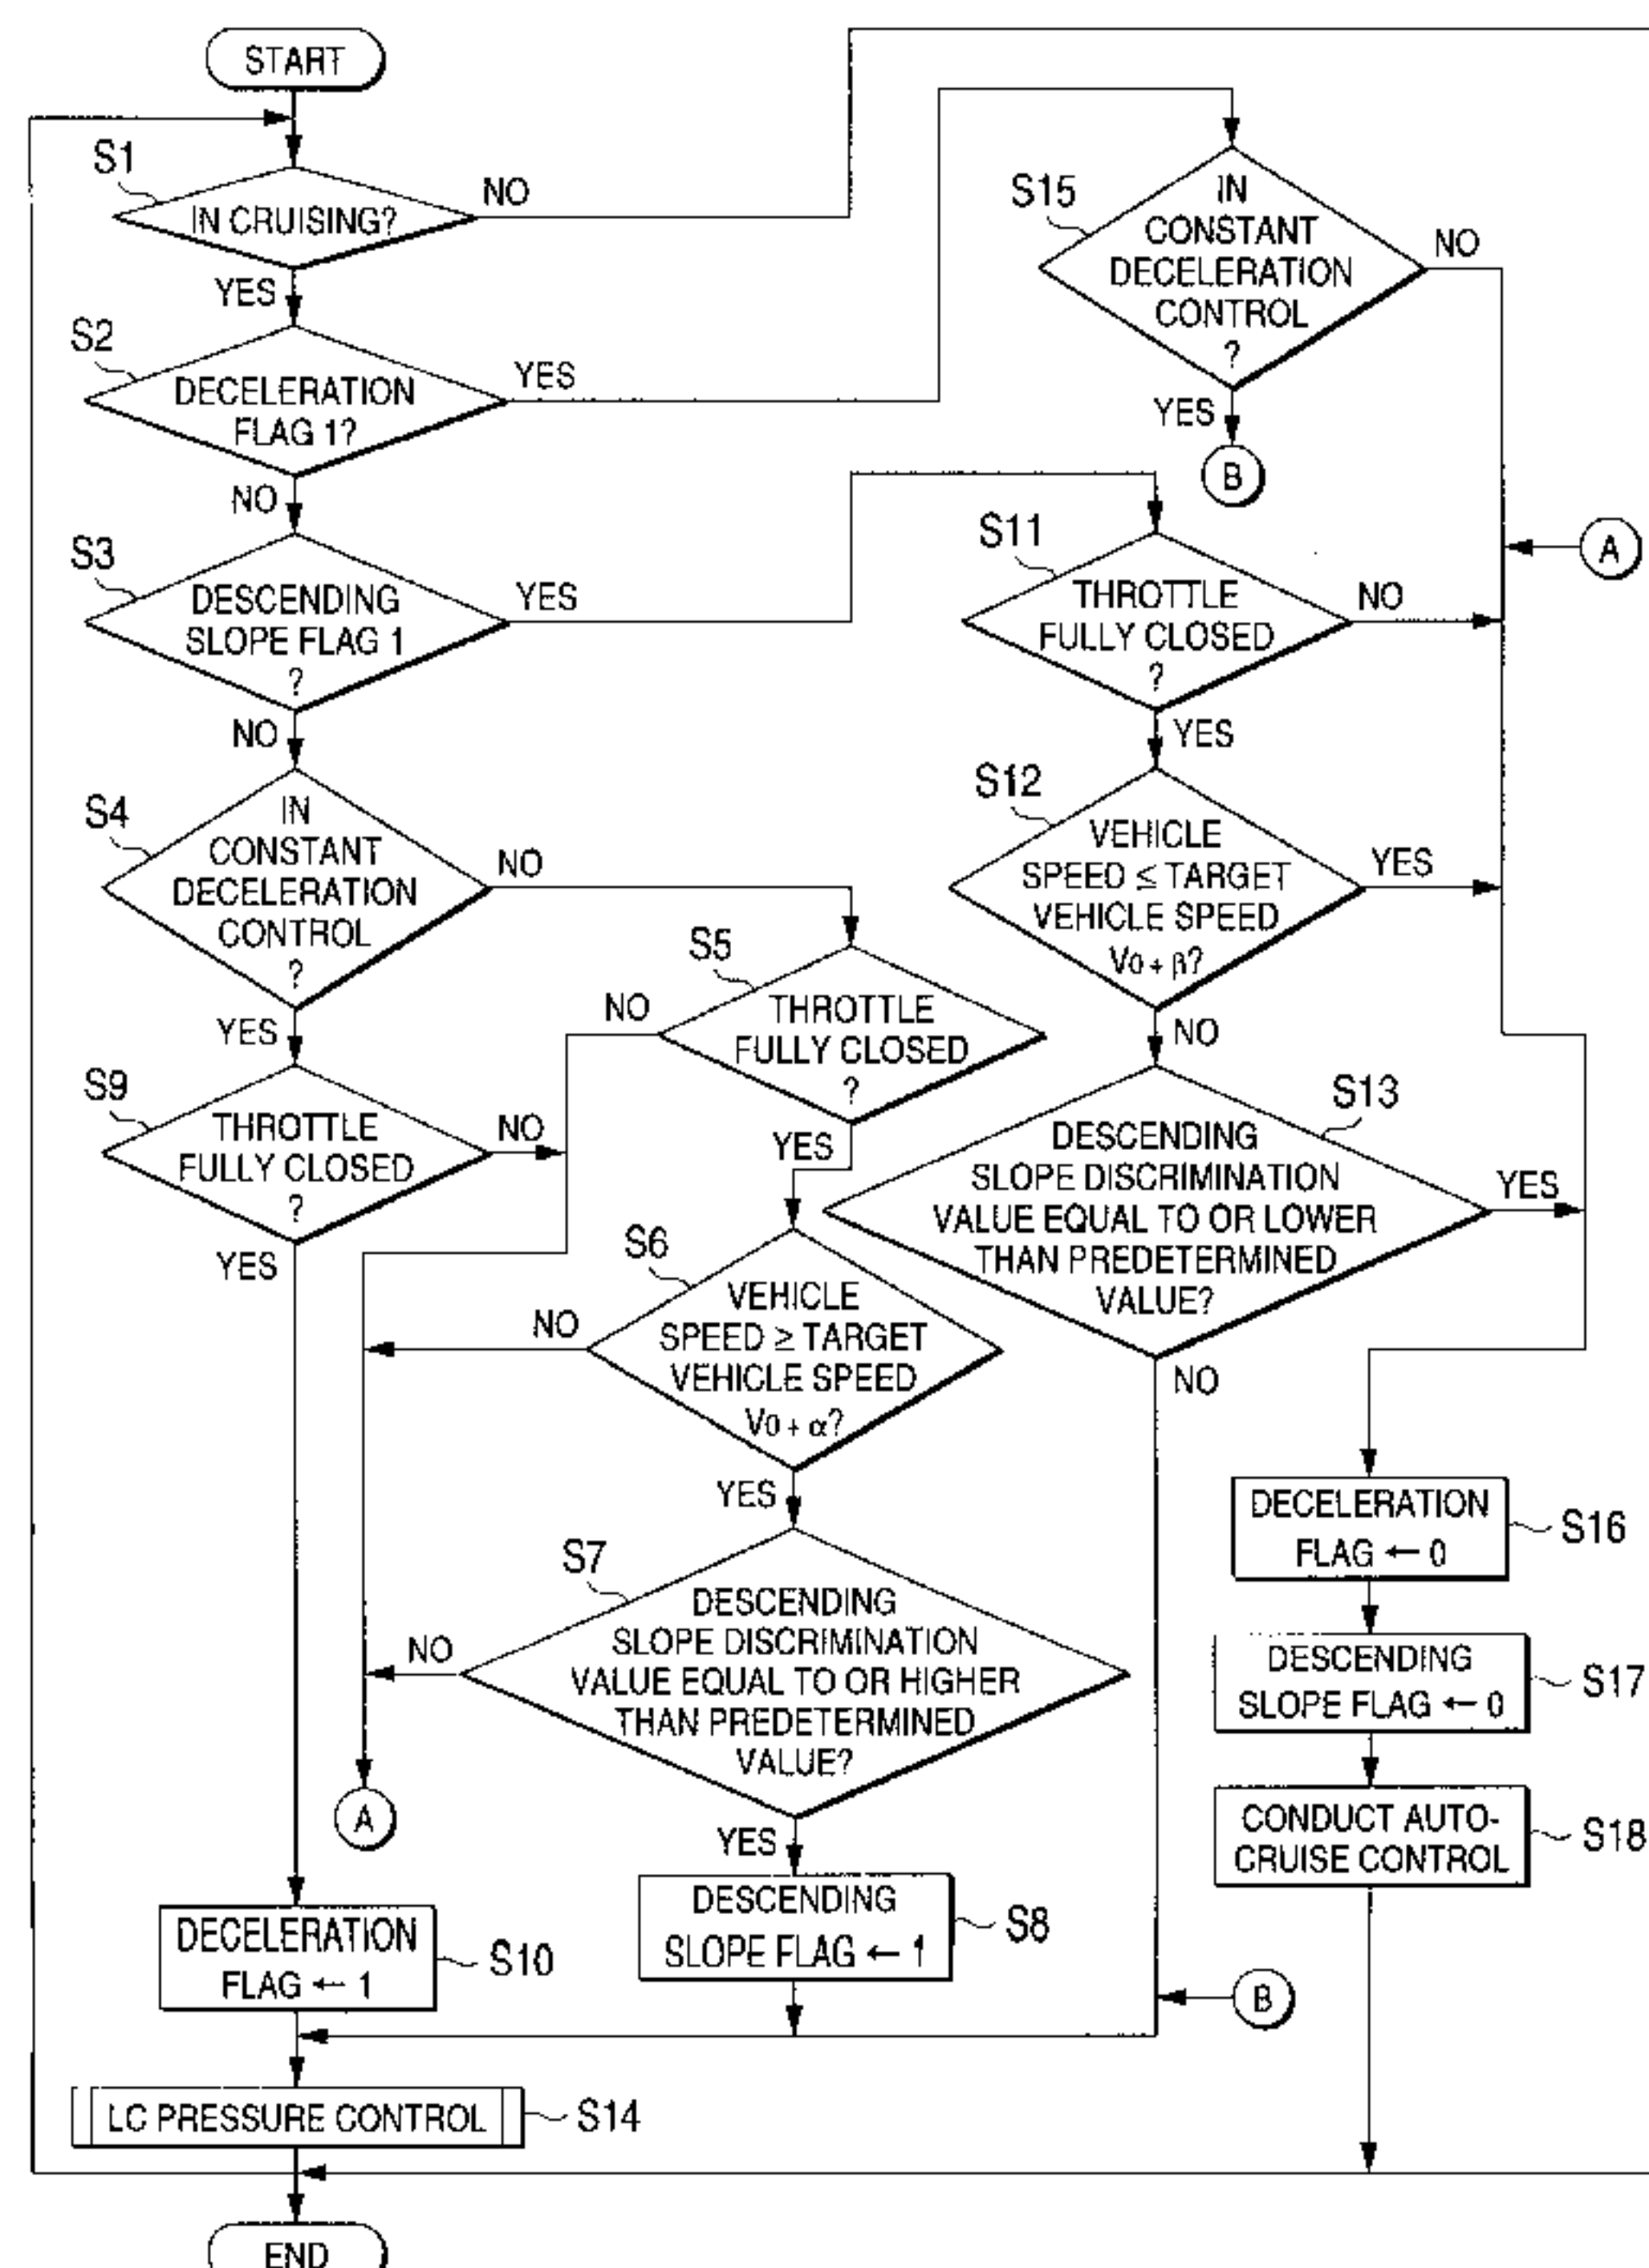 START
S1
IN CRUISING?
NO
YES
S2
DECELERATION
FLAG 1?
YES
NO
S3
DESCENDING
SLOPE FLAG 1
?
YES
NO
S4
IN
CONSTANT
DECELERATION
CONTROL
?
NO
YES
S9
THROTTLE
FULLY CLOSED
?
NO
YES
S5
THROTTLE
FULLY CLOSED
?
NO
YES
S6
VEHICLE
SPEED ≥ TARGET
VEHICLE SPEED
V0 + α?
NO
YES
S7
DESCENDING
SLOPE DISCRIMINATION
VALUE EQUAL TO OR HIGHER
THAN PREDETERMINED
VALUE?
NO
YES
A
DESCENDING
SLOPE FLAG ← 1
S8
DECELERATION
FLAG ← 1
S10
LC PRESSURE CONTROL
S14
END
S15
IN
CONSTANT
DECELERATION
CONTROL
?
NO
YES
B
A
S11
THROTTLE
FULLY CLOSED
?
NO
YES
S12
VEHICLE
SPEED ≤ TARGET
VEHICLE SPEED
V0 + β?
YES
NO
S13
DESCENDING
SLOPE DISCRIMINATION
VALUE EQUAL TO OR LOWER
THAN PREDETERMINED
VALUE?
YES
NO
DECELERATION
FLAG ← 0
S16
DESCENDING
SLOPE FLAG ← 0
S17
CONDUCT AUTO-
CRUISE CONTROL
S18
B